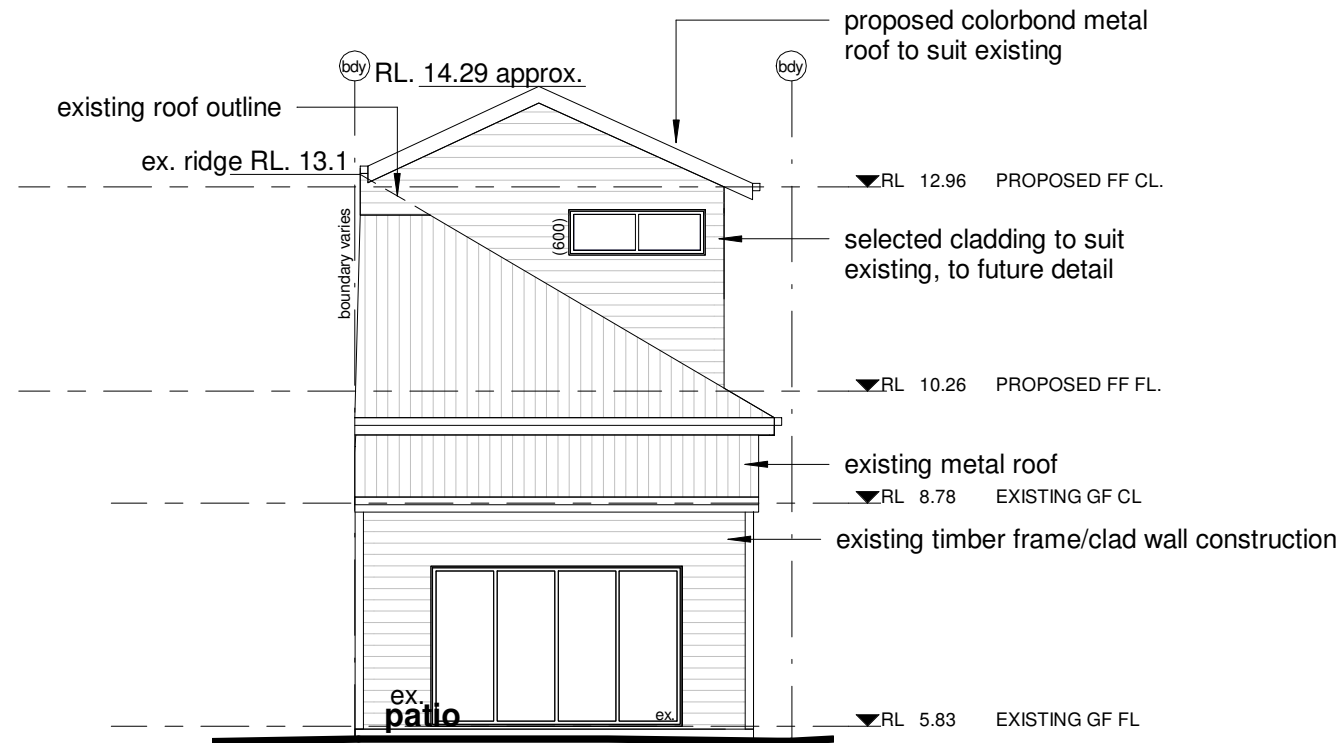 proposed colorbond metal
roof to suit existing
bdy
RL. 14.29 approx.
bdy
existing roof outline
ex. ridge RL. 13.1
RL 12.96 PROPOSED FF CL.
boundary varies
(600)
selected cladding to suit
existing, to future detail
RL 10.26 PROPOSED FF FL.
existing metal roof
RL 8.78 EXISTING GF CL
existing timber frame/clad wall construction
ex.
patio
ex.
RL 5.83 EXISTING GF FL